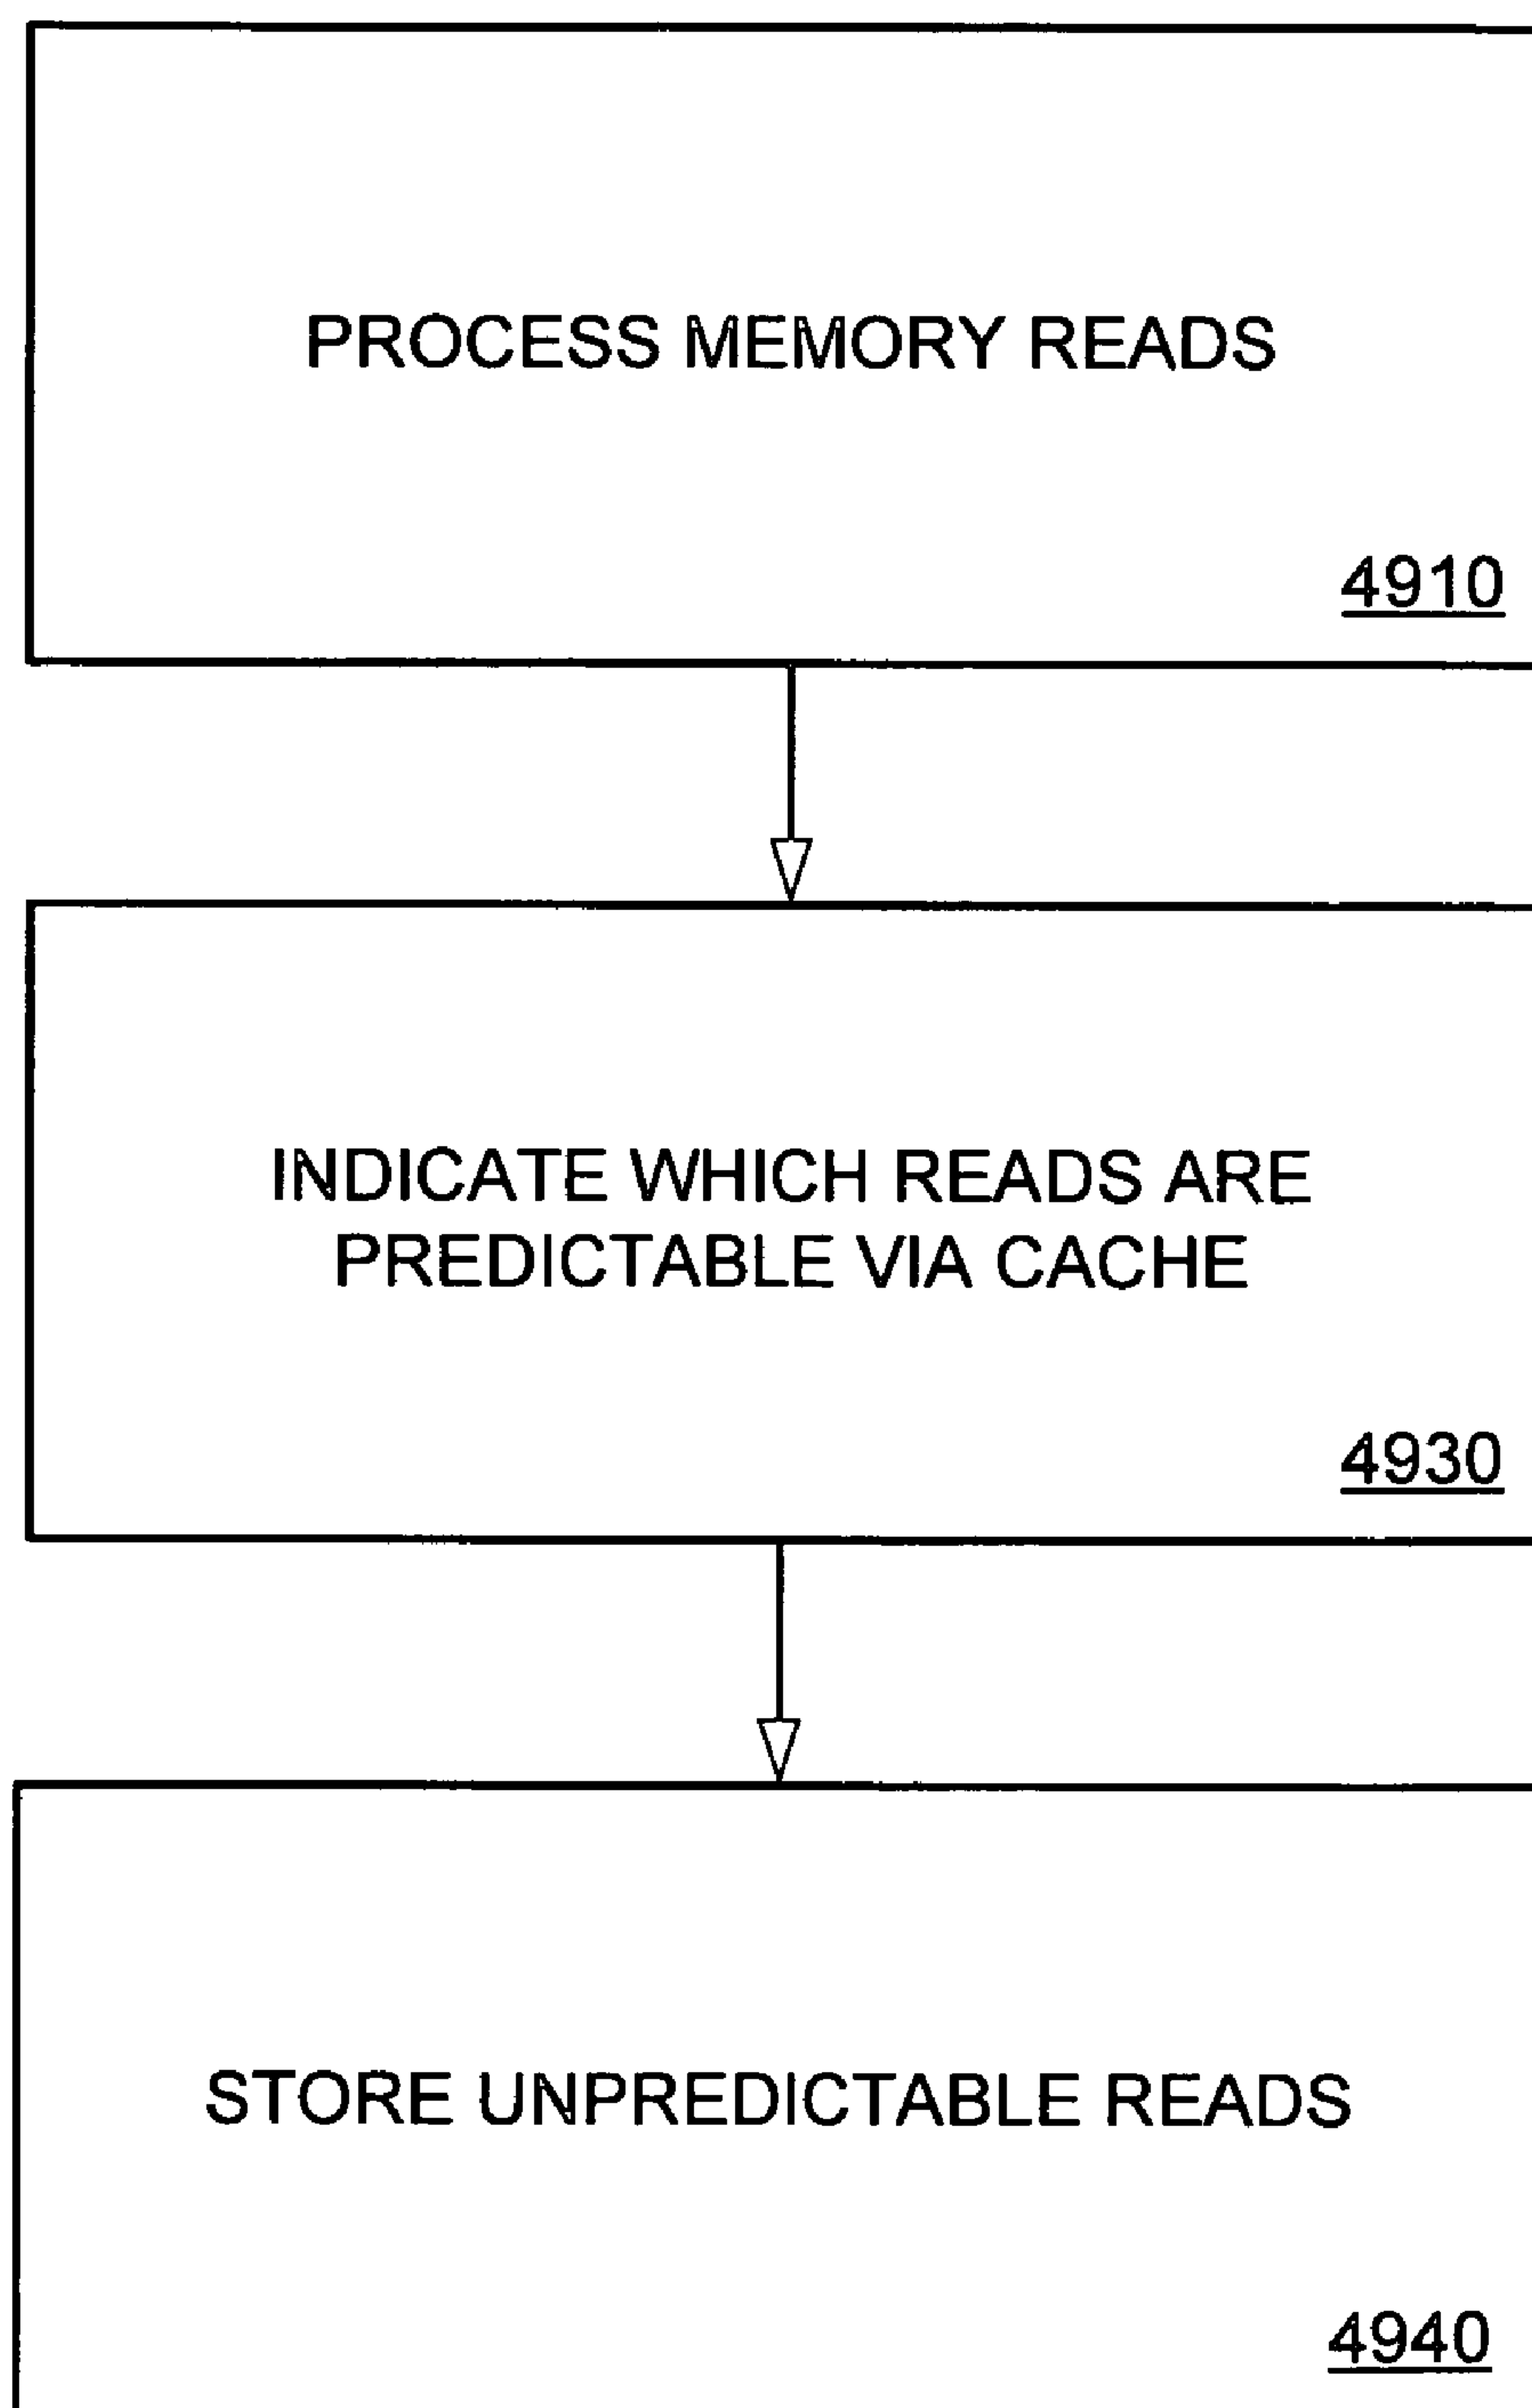 PROCESS MEMORY READS
4910
INDICATE WHICH READS ARE
PREDICTABLE VIA CACHE
4930
STORE UNPREDICTABLE READS
4940